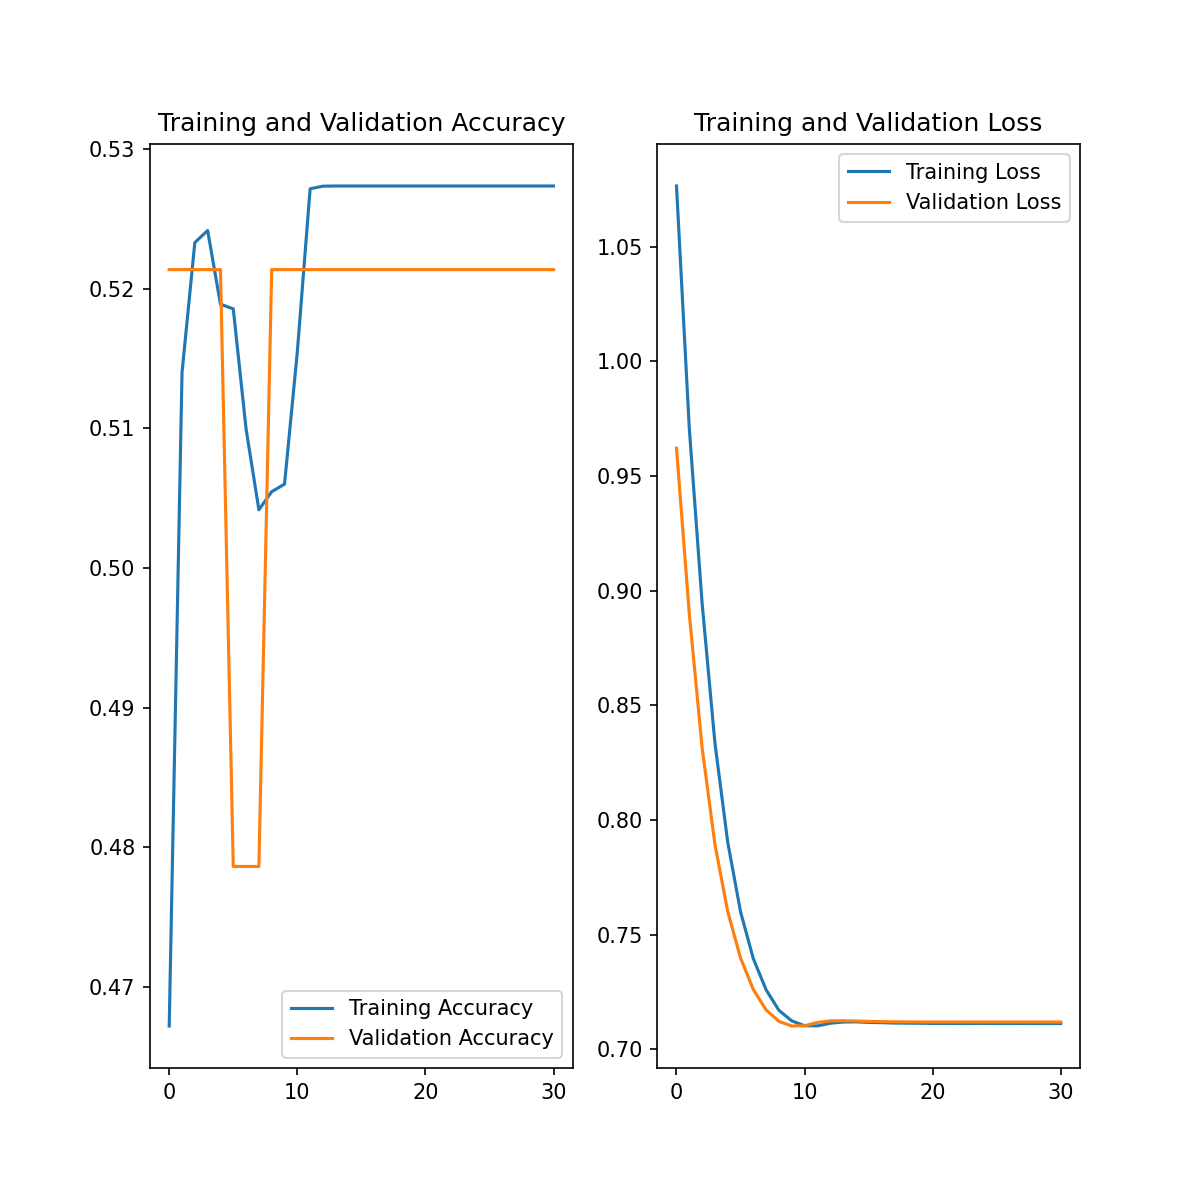 Training and Validation Accuracy
0.53
0.52
0.51
0.50
0.49
0.48
0.47
Training Accuracy
Validation Accuracy
0 10 20 30
Training and Validation Loss
Training Loss
Validation Loss
1.05
1.00
0.95
0.90
0.85
0.80
0.75
0.70
0 10 20 30